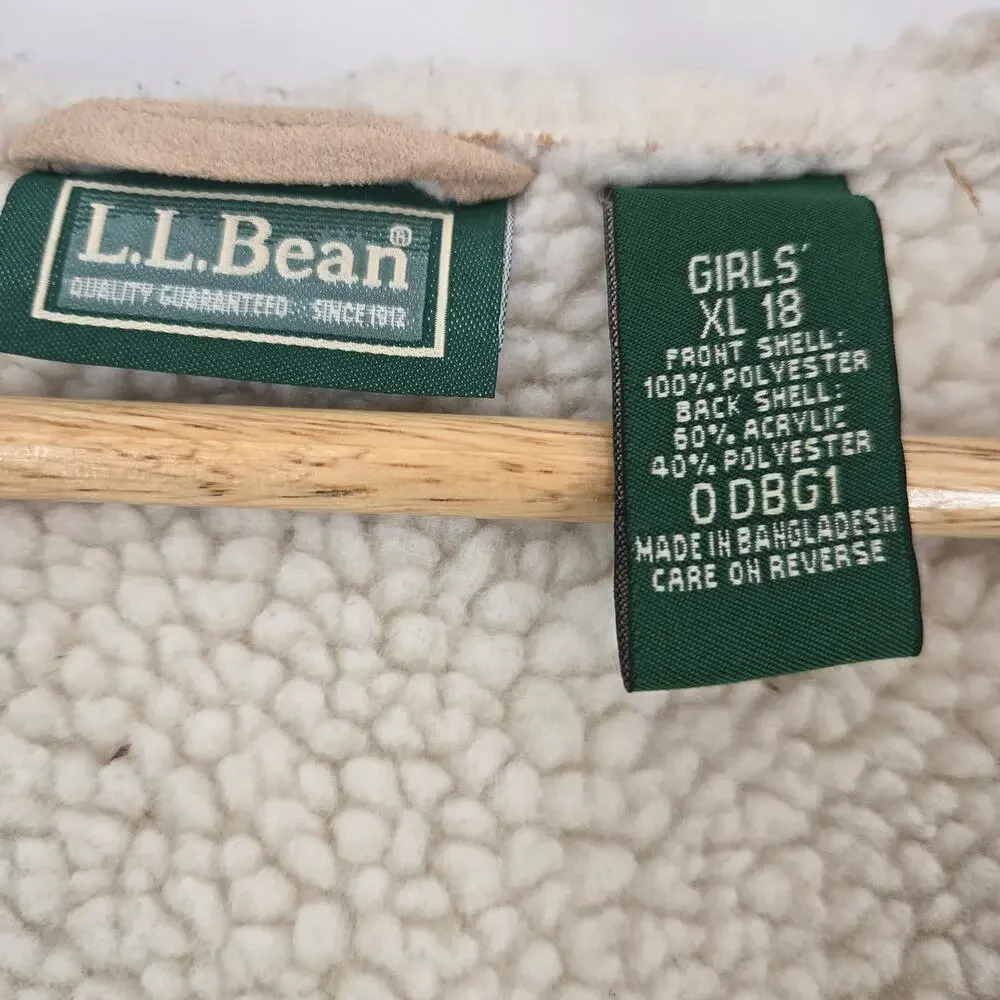 L.L.Bean®
QUALITY GUARANTEED SINCE 1912
GIRLS'
XL 18
FRONT SHELL:
100% POLYESTER
BACK SHELL:
60% ACRYLIC
40% POLYESTER
0 DBG1
MADE IN BANGLADESH
CARE ON REVERSE